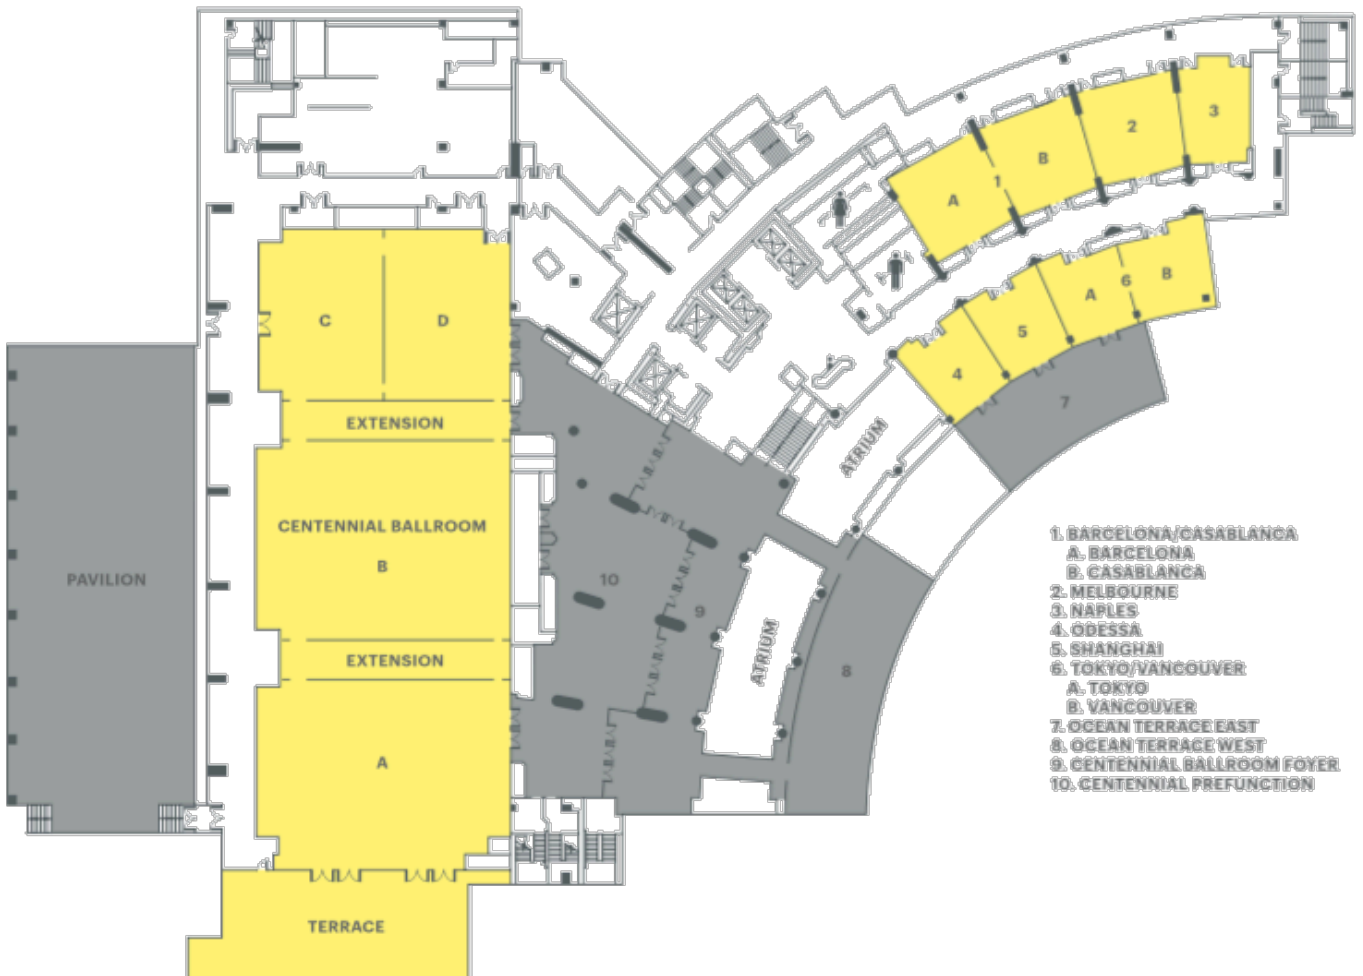 3
2
B
1
A
B
6
A
5
4
7
C
D
EXTENSION
ATRIUM
CENTENNIAL BALLROOM
B
PAVILION
10
9
ATRIUM
8
EXTENSION
A
TERRACE
1. BARCELONA/CASABLANCA
A. BARCELONA
B. CASABLANCA
2. MELBOURNE
3. NAPLES
4. ODESSA
5. SHANGHAI
6. TOKYO/VANCOUVER
A. TOKYO
B. VANCOUVER
7. OCEAN TERRACE EAST
8. OCEAN TERRACE WEST
9. CENTENNIAL BALLROOM FOYER
10. CENTENNIAL PREFUNCTION